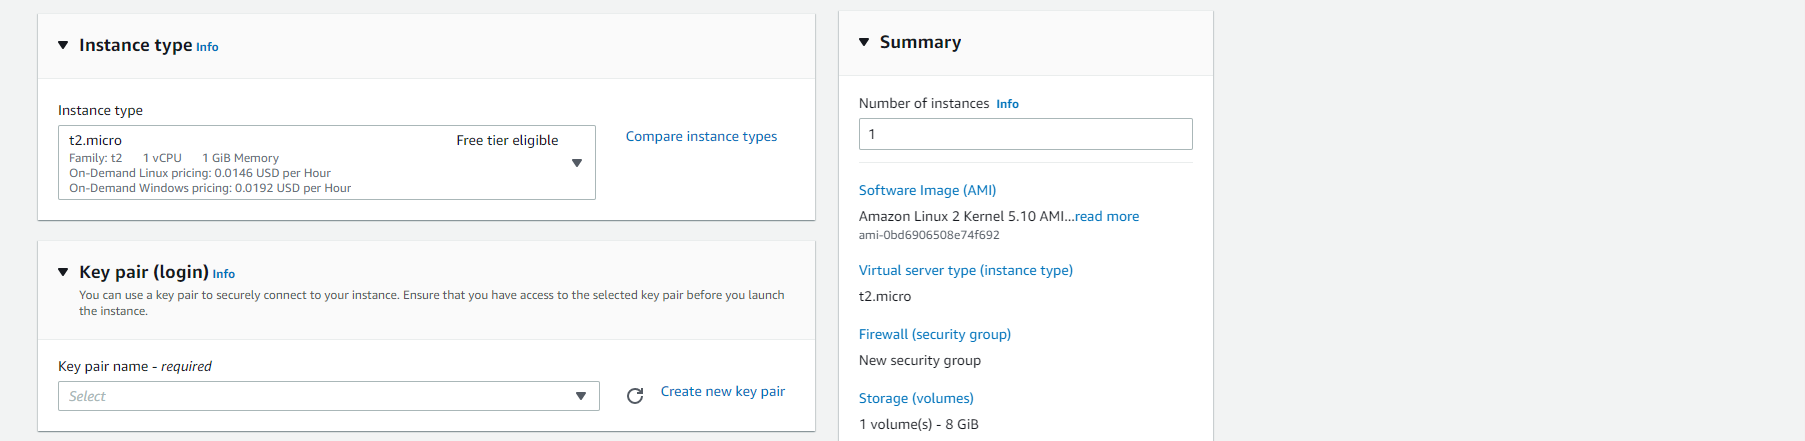 Instance type Info
Instance type
t2.micro Free tier eligible
Family: t2 1 vCPU 1 GiB Memory
On-Demand Linux pricing: 0.0146 USD per Hour
On-Demand Windows pricing: 0.0192 USD per Hour
Compare instance types
Key pair (login) Info
You can use a key pair to securely connect to your instance. Ensure that you have access to the selected key pair before you launch
the instance.
Key pair name - required
Select
Create new key pair
Summary
Number of instances Info
1
Software Image (AMI)
Amazon Linux 2 Kernel 5.10 AMI...read more
ami-0bd6906508e74f692
Virtual server type (instance type)
t2.micro
Firewall (security group)
New security group
Storage (volumes)
1 volume(s) - 8 GiB